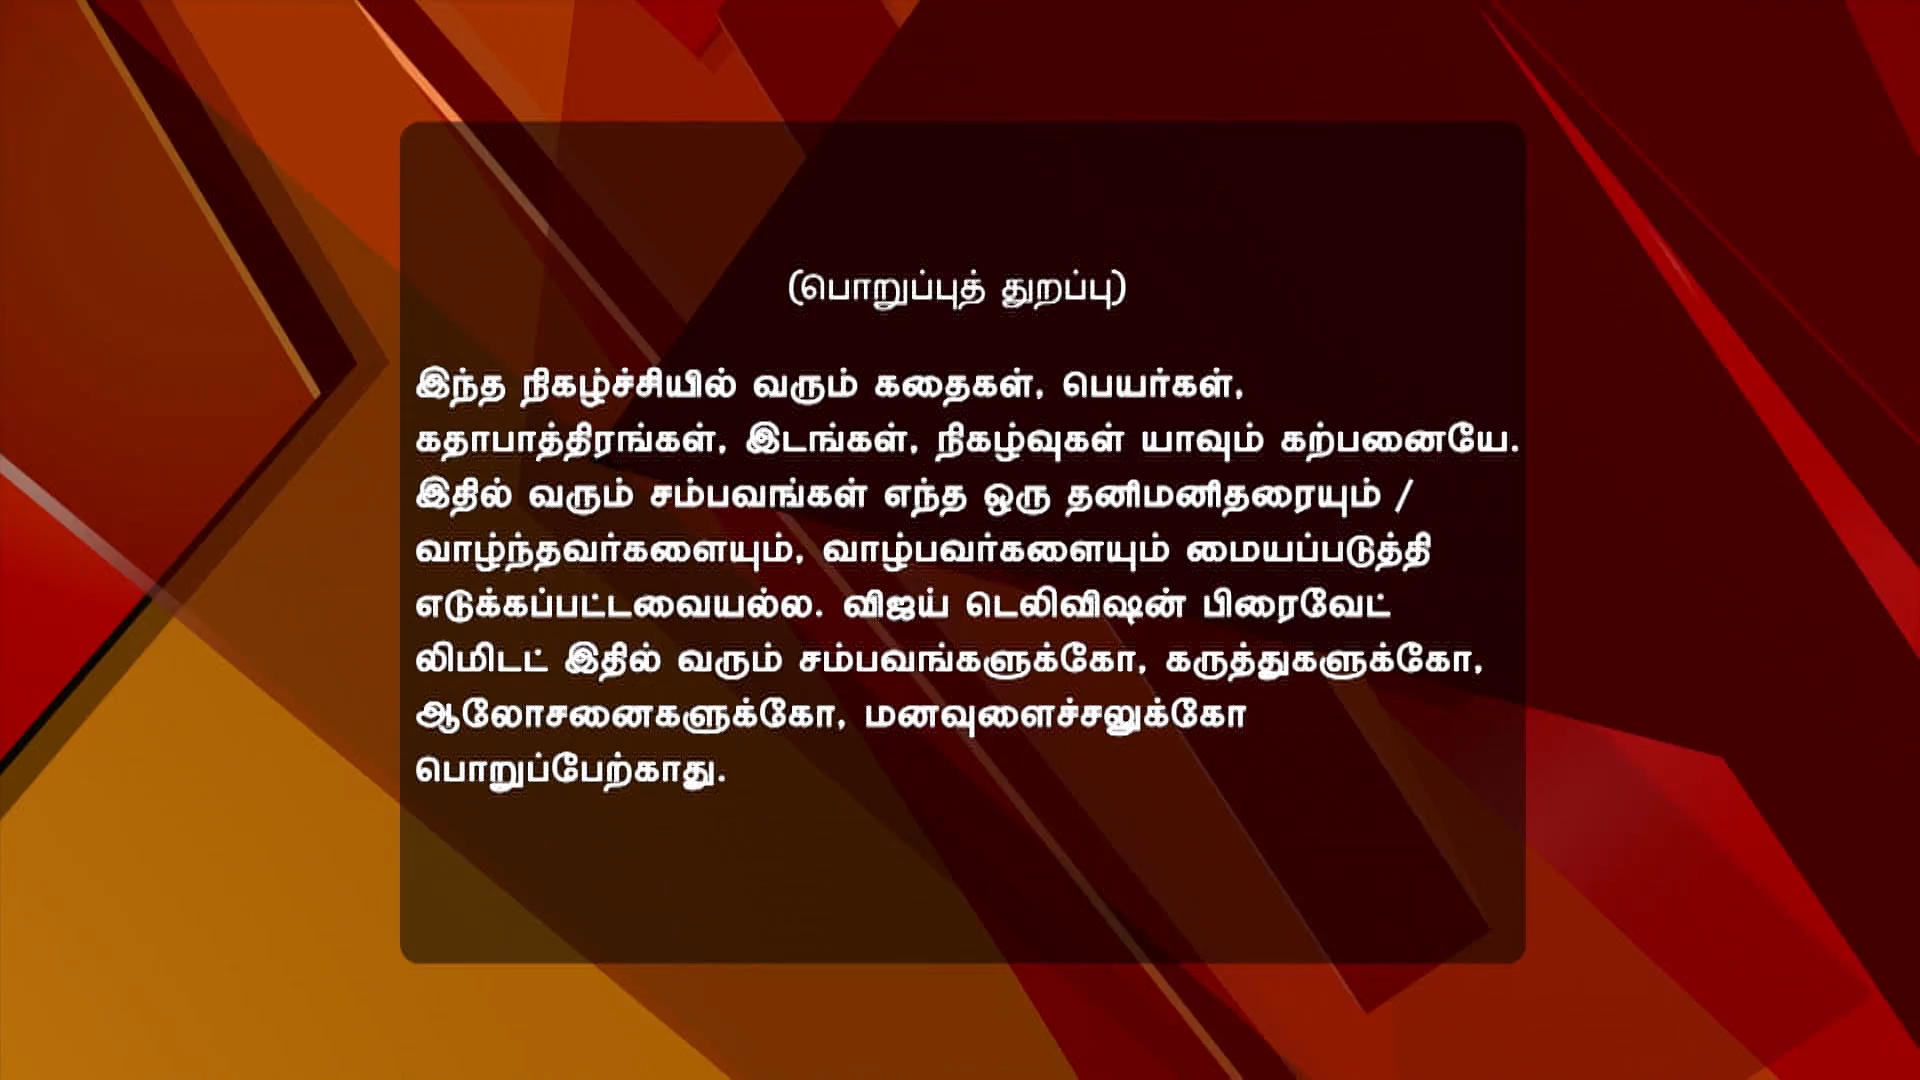 (பொறுப்புத் துறப்பு)
இந்த நிகழ்ச்சியில் வரும் கதைகள், பெயர்கள்,
கதாபாத்திரங்கள், இடங்கள், நிகழ்வுகள் யாவும் கற்பனையே.
இதில் வரும் சம்பவங்கள் எந்த ஒரு தனிமனிதரையும் /
வாழ்ந்தவர்களையும், வாழ்பவர்களையும் மையப்படுத்தி
எடுக்கப்பட்டவையல்ல. விஜய் டெலிவிஷன் பிரைவேட்
லிமிடட் இதில் வரும் சம்பவங்களுக்கோ, கருத்துகளுக்கோ,
ஆலோசனைகளுக்கோ, மனவுளைச்சலுக்கோ
பொறுப்பேற்காது.